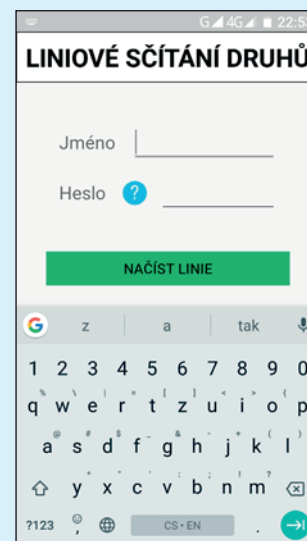 G 4G 22:55
LINIOVÉ SČÍTÁNÍ DRUHŮ
Jméno
Heslo ?
NAČÍST LINIE
G z a tak
1 2 3 4 5 6 7 8 9 0
q w e r t z u i o p
a s d f g h j k l
y x c v b n m
?123 , CS • EN .